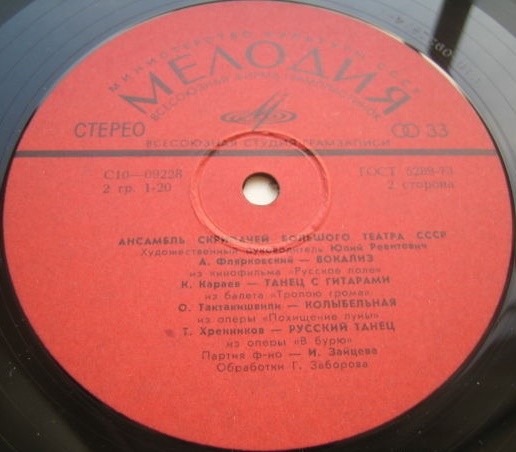 МИНИСТЕРСТВО КУЛЬТУРЫ СССР
МЕЛОДИЯ
ВСЕСОЮЗНАЯ ФИРМА ГРАМПЛАСТИНОК
СТЕРЕО
33
ВСЕСОЮЗНАЯ СТУДИЯ ГРАМЗАПИСИ
С10—09228
ГОСТ 5289-73
2 гр. 1-20
2 сторона
АНСАМБЛЬ СКРИПАЧЕЙ БОЛЬШОГО ТЕАТРА СССР
Художественный руководитель Юлий Реентович
А. Флярковский — ВОКАЛИЗ
из кинофильма «Русское поле»
К. Караев — ТАНЕЦ С ГИТАРАМИ
из балета «Тропою грома»
О. Тактакишвили — КОЛЫБЕЛЬНАЯ
из оперы «Похищение луны»
Т. Хренников — РУССКИЙ ТАНЕЦ
из оперы «В бурю»
Партия ф-но — И. Зайцева
Обработки Г. Заборова